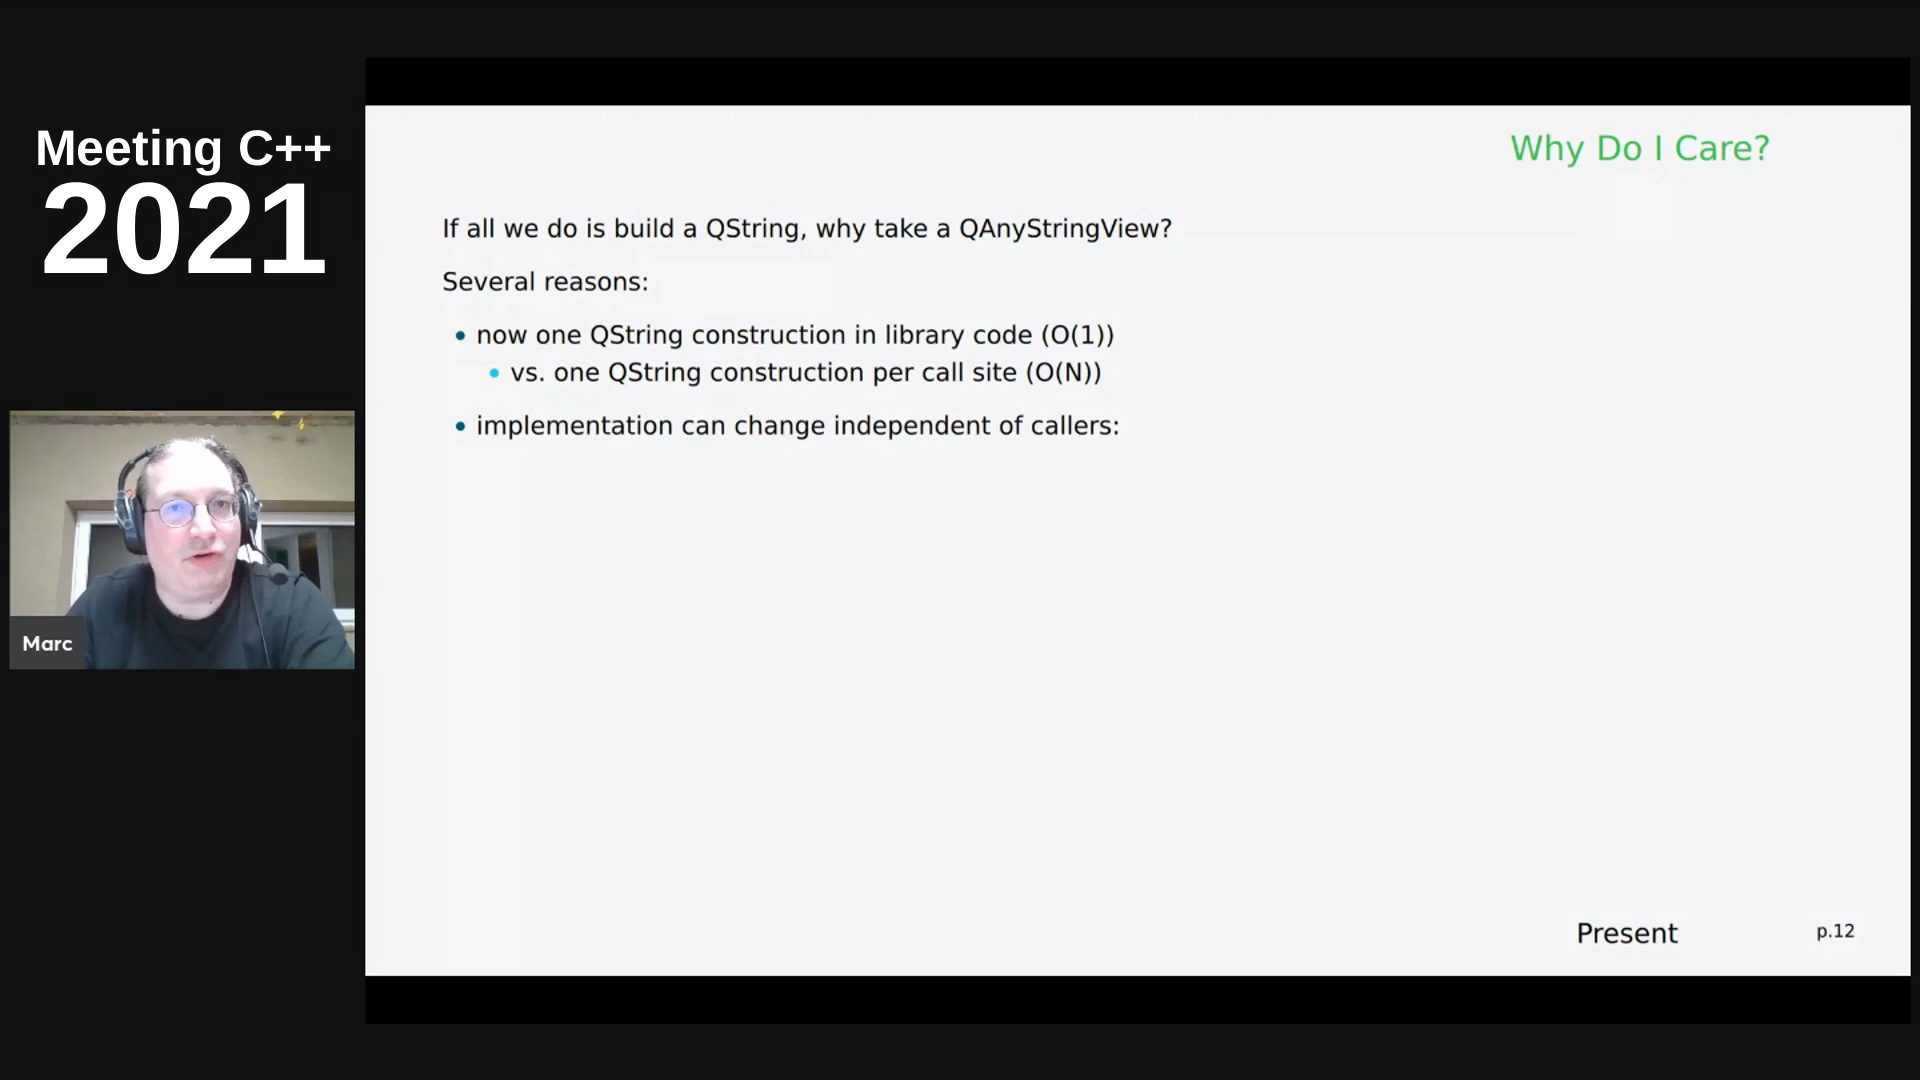 Meeting C++
2021
Marc
Why Do I Care?
If all we do is build a QString, why take a QAnyStringView?
Several reasons:
now one QString construction in library code (O(1))
vs. one QString construction per call site (O(N))
implementation can change independent of callers:
Present
p.12